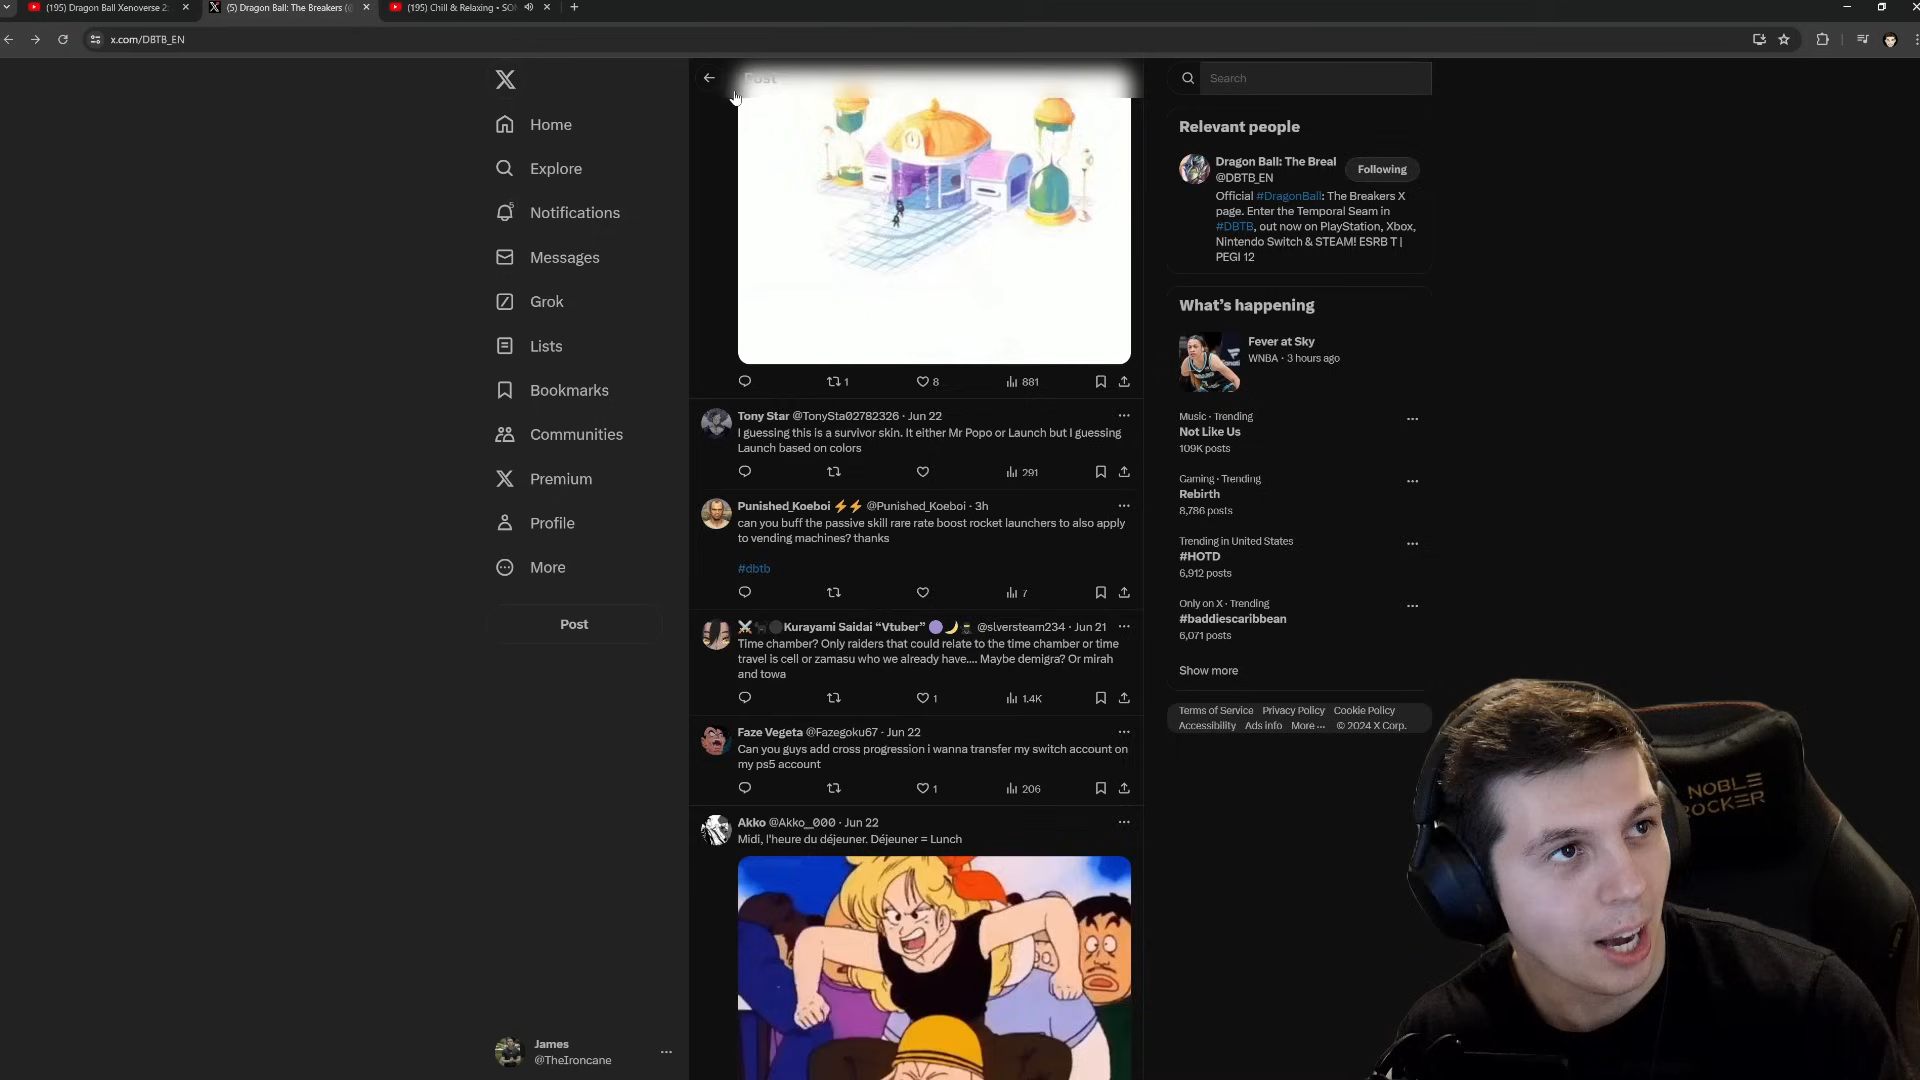 (195) Dragon Ball Xenoverse 2:
(5) Dragon Ball: The Breakers (@
(195) Chill & Relaxing • SON
x.com/DBTB_EN
Home
Explore
5
Notifications
Messages
Grok
Lists
Bookmarks
Communities
Premium
Profile
More
Post
James
@TheIroncane
Post
1
8
881
Tony Star @TonySta02782326 · Jun 22
I guessing this is a survivor skin. It either Mr Popo or Launch but I guessing
Launch based on colors
291
Punished_Koeboi ⚡⚡ @Punished_Koeboi · 3h
can you buff the passive skill rare rate boost rocket launchers to also apply
to vending machines? thanks
#dbtb
7
Kurayami Saidai “Vtuber” @slversteam234 · Jun 21
Time chamber? Only raiders that could relate to the time chamber or time
travel is cell or zamasu who we already have.... Maybe demigra? Or mirah
and towa
1
1.4K
Faze Vegeta @Fazegoku67 · Jun 22
Can you guys add cross progression i wanna transfer my switch account on
my ps5 account
1
206
Akko @Akko__000 · Jun 22
Midi, l'heure du déjeuner. Déjeuner = Lunch
Search
Relevant people
Dragon Ball: The Breal
@DBTB_EN
Following
Official #DragonBall: The Breakers X
page. Enter the Temporal Seam in
#DBTB, out now on PlayStation, Xbox,
Nintendo Switch & STEAM! ESRB T |
PEGI 12
What’s happening
Fever at Sky
WNBA · 3 hours ago
Music · Trending
Not Like Us
109K posts
Gaming · Trending
Rebirth
8,786 posts
Trending in United States
#HOTD
6,912 posts
Only on X · Trending
#baddiescaribbean
6,071 posts
Show more
Terms of Service Privacy Policy Cookie Policy
Accessibility Ads info More ··· © 2024 X Corp.
NOBLE
CROCKER